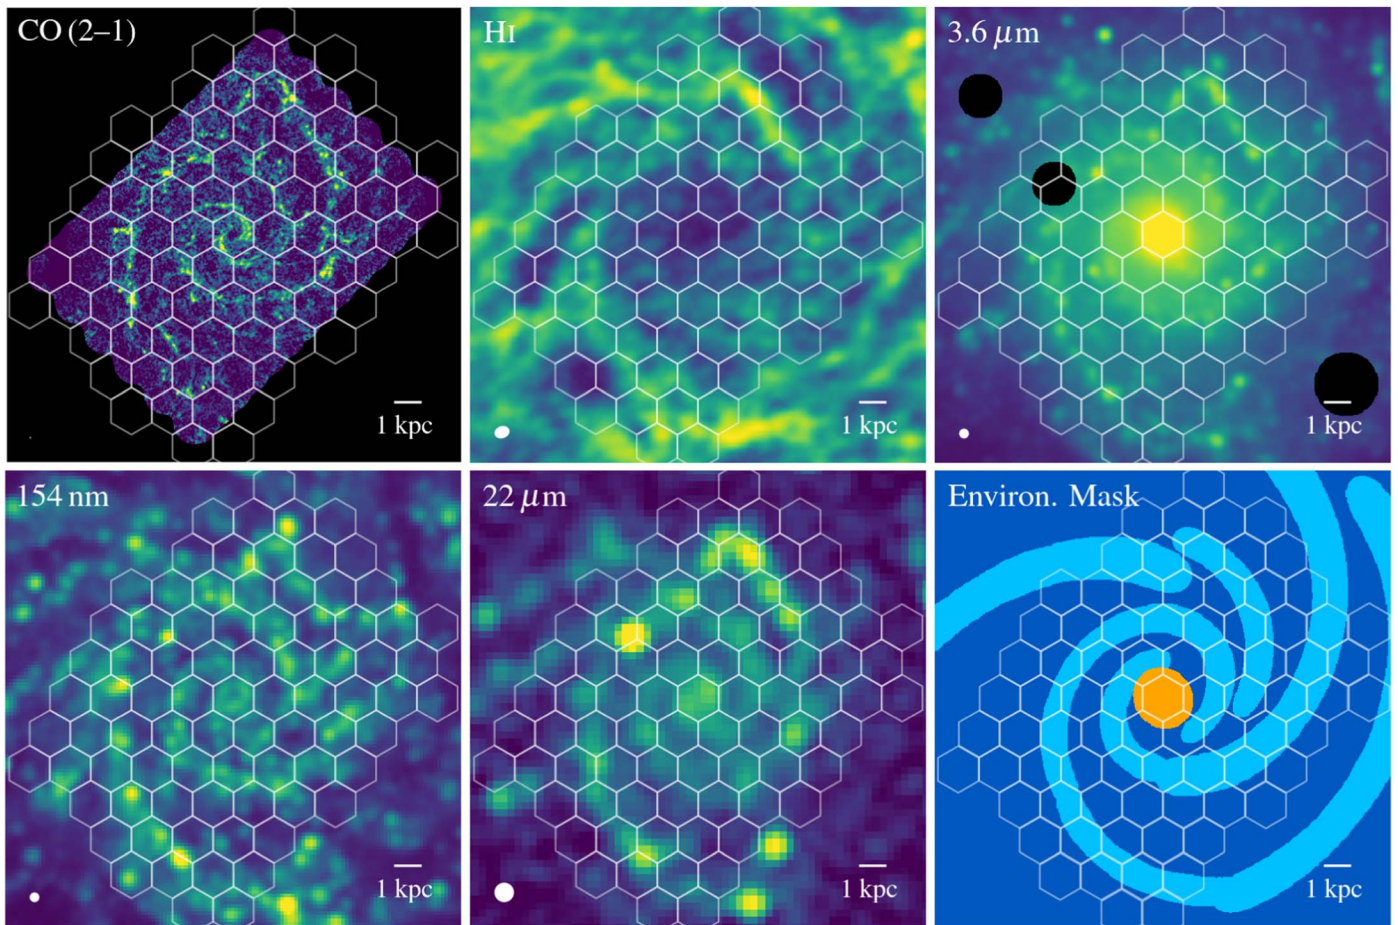 CO (2–1)
1 kpc
HI
1 kpc
3.6 μm
1 kpc
154 nm
1 kpc
22 μm
1 kpc
Environ. Mask
1 kpc